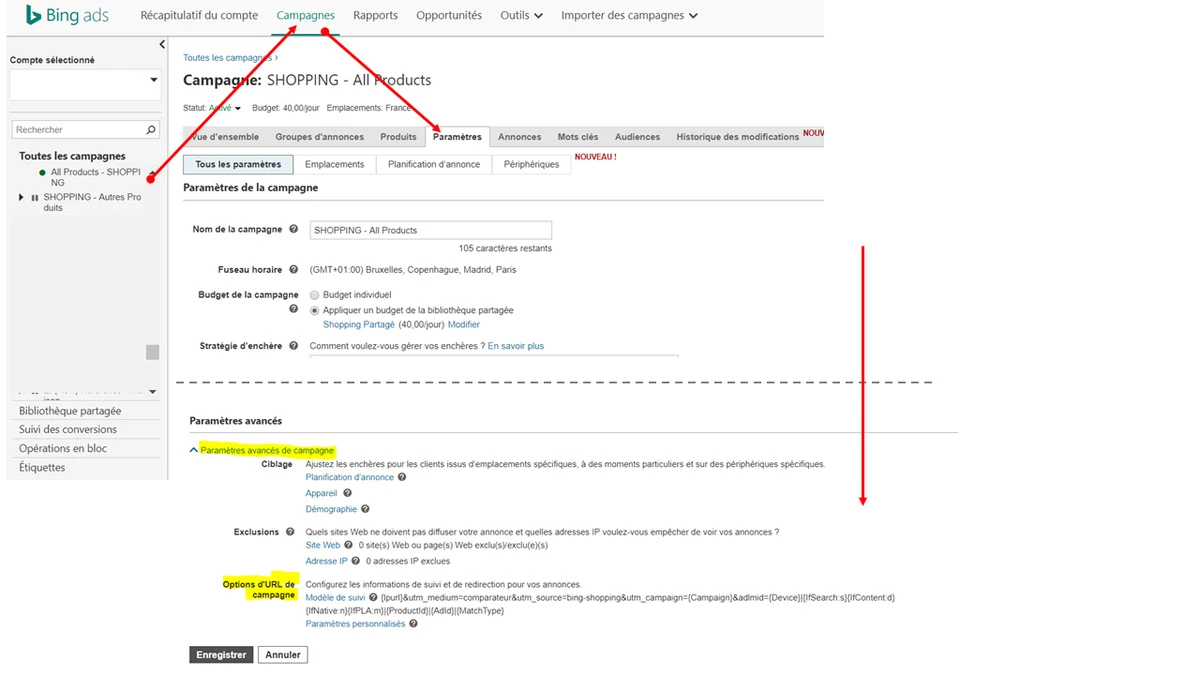 Bing ads
Récapitulatif du compte Campagnes Rapports Opportunités Outils Importer des campagnes
Compte sélectionné
Rechercher
Toutes les campagnes
All Products - SHOPPI
NG
SHOPPING - Autres Pro
duits
Bibliothèque partagée
Suivi des conversions
Opérations en bloc
Étiquettes
Toutes les campagnes ›
Campagne: SHOPPING - All Products
Statut: Activé Budget: 40,00/jour Emplacements: France
Vue d'ensemble Groupes d'annonces Produits Paramètres Annonces Mots clés Audiences Historique des modifications NOUV
Tous les paramètres Emplacements Planification d'annonce Périphériques NOUVEAU !
Paramètres de la campagne
Nom de la campagne SHOPPING - All Products
105 caractères restants
Fuseau horaire (GMT+01:00) Bruxelles, Copenhague, Madrid, Paris
Budget de la campagne Budget individuel
Appliquer un budget de la bibliothèque partagée
Shopping Partagé (40,00/jour) Modifier
Stratégie d'enchère Comment voulez-vous gérer vos enchères ? En savoir plus
Paramètres avancés
Paramètres avancés de campagne
Ciblage Ajustez les enchères pour les clients issus d'emplacements spécifiques, à des moments particuliers et sur des périphériques spécifiques.
Planification d'annonce
Appareil
Démographie
Exclusions Quels sites Web ne doivent pas diffuser votre annonce et quelles adresses IP voulez-vous empêcher de voir vos annonces ?
Site Web 0 site(s) Web ou page(s) Web exclu(s)/exclu(e)(s)
Adresse IP 0 adresses IP exclues
Options d'URL de campagne Configurez les informations de suivi et de redirection pour vos annonces.
Modèle de suivi {lpurl}&utm_medium=comparateur&utm_source=bing-shopping&utm_campaign={Campaign}&adlmid={Device}|{IfSearch:s}{IfContent:d}
{IfNative:n}{IfPLA:m}|{ProductId}|{AdId}|{MatchType}
Paramètres personnalisés
Enregistrer Annuler